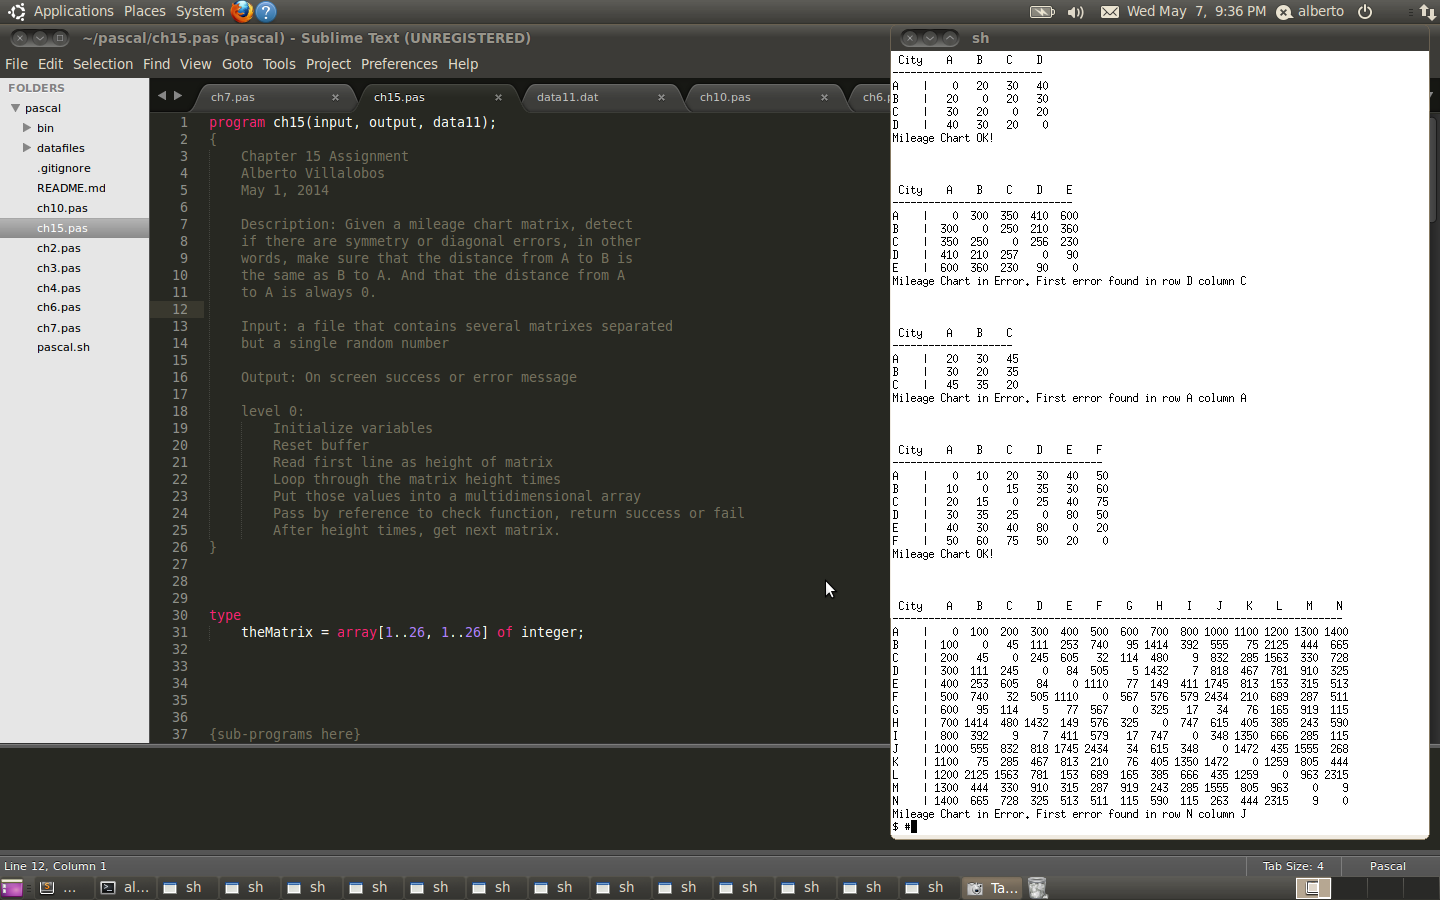 Applications Places System Wed May 7, 9:36 PM alberto
~/pascal/ch15.pas (pascal) - Sublime Text (UNREGISTERED)
File Edit Selection Find View Goto Tools Project Preferences Help
FOLDERS
pascal
bin
datafiles
.gitignore
README.md
ch10.pas
ch15.pas
ch2.pas
ch3.pas
ch4.pas
ch6.pas
ch7.pas
pascal.sh
ch7.pas × ch15.pas × data11.dat × ch10.pas × ch6.p
1 program ch15(input, output, data11);
2 {
3 Chapter 15 Assignment
4 Alberto Villalobos
5 May 1, 2014
6
7 Description: Given a mileage chart matrix, detect
8 if there are symmetry or diagonal errors, in other
9 words, make sure that the distance from A to B is
10 the same as B to A. And that the distance from A
11 to A is always 0.
12
13 Input: a file that contains several matrixes separated
14 but a single random number
15
16 Output: On screen success or error message
17
18 level 0:
19 Initialize variables
20 Reset buffer
21 Read first line as height of matrix
22 Loop through the matrix height times
23 Put those values into a multidimensional array
24 Pass by reference to check function, return success or fail
25 After height times, get next matrix.
26 }
27
28
29
30 type
31 theMatrix = array[1..26, 1..26] of integer;
32
33
34
35
36
37 {sub-programs here}
sh
City A B C D
-------------------------
A | 0 20 30 40
B | 20 0 20 30
C | 30 20 0 20
D | 40 30 20 0
Mileage Chart OK!
City A B C D E
------------------------------
A | 0 300 350 410 600
B | 300 0 250 210 360
C | 350 250 0 256 230
D | 410 210 257 0 90
E | 600 360 230 90 0
Mileage Chart in Error. First error found in row D column C
City A B C
--------------------
A | 20 30 45
B | 30 20 35
C | 45 35 20
Mileage Chart in Error. First error found in row A column A
City A B C D E F
-----------------------------------
A | 0 10 20 30 40 50
B | 10 0 15 35 30 60
C | 20 15 0 25 40 75
D | 30 35 25 0 80 50
E | 40 30 40 80 0 20
F | 50 60 75 50 20 0
Mileage Chart OK!
City A B C D E F G H I J K L M N
---------------------------------------------------------------------------
A | 0 100 200 300 400 500 600 700 800 1000 1100 1200 1300 1400
B | 100 0 45 111 253 740 95 1414 392 555 75 2125 444 665
C | 200 45 0 245 605 32 114 480 9 832 285 1563 330 728
D | 300 111 245 0 84 505 5 1432 7 818 467 781 910 325
E | 400 253 605 84 0 1110 77 149 411 1745 813 153 315 513
F | 500 740 32 505 1110 0 567 576 579 2434 210 689 287 511
G | 600 95 114 5 77 567 0 325 17 34 76 165 919 115
H | 700 1414 480 1432 149 576 325 0 747 615 405 385 243 590
I | 800 392 9 7 411 579 17 747 0 348 1350 666 285 115
J | 1000 555 832 818 1745 2434 34 615 348 0 1472 435 1555 268
K | 1100 75 285 467 813 210 76 405 1350 1472 0 1259 805 444
L | 1200 2125 1563 781 153 689 165 385 666 435 1259 0 963 2315
M | 1300 444 330 910 315 287 919 243 285 1555 805 963 0 9
N | 1400 665 728 325 513 511 115 590 115 263 444 2315 9 0
Mileage Chart in Error. First error found in row N column J
$ #
Line 12, Column 1 Tab Size: 4 Pascal
... al... sh sh sh sh sh sh sh sh sh sh sh sh sh Ta...